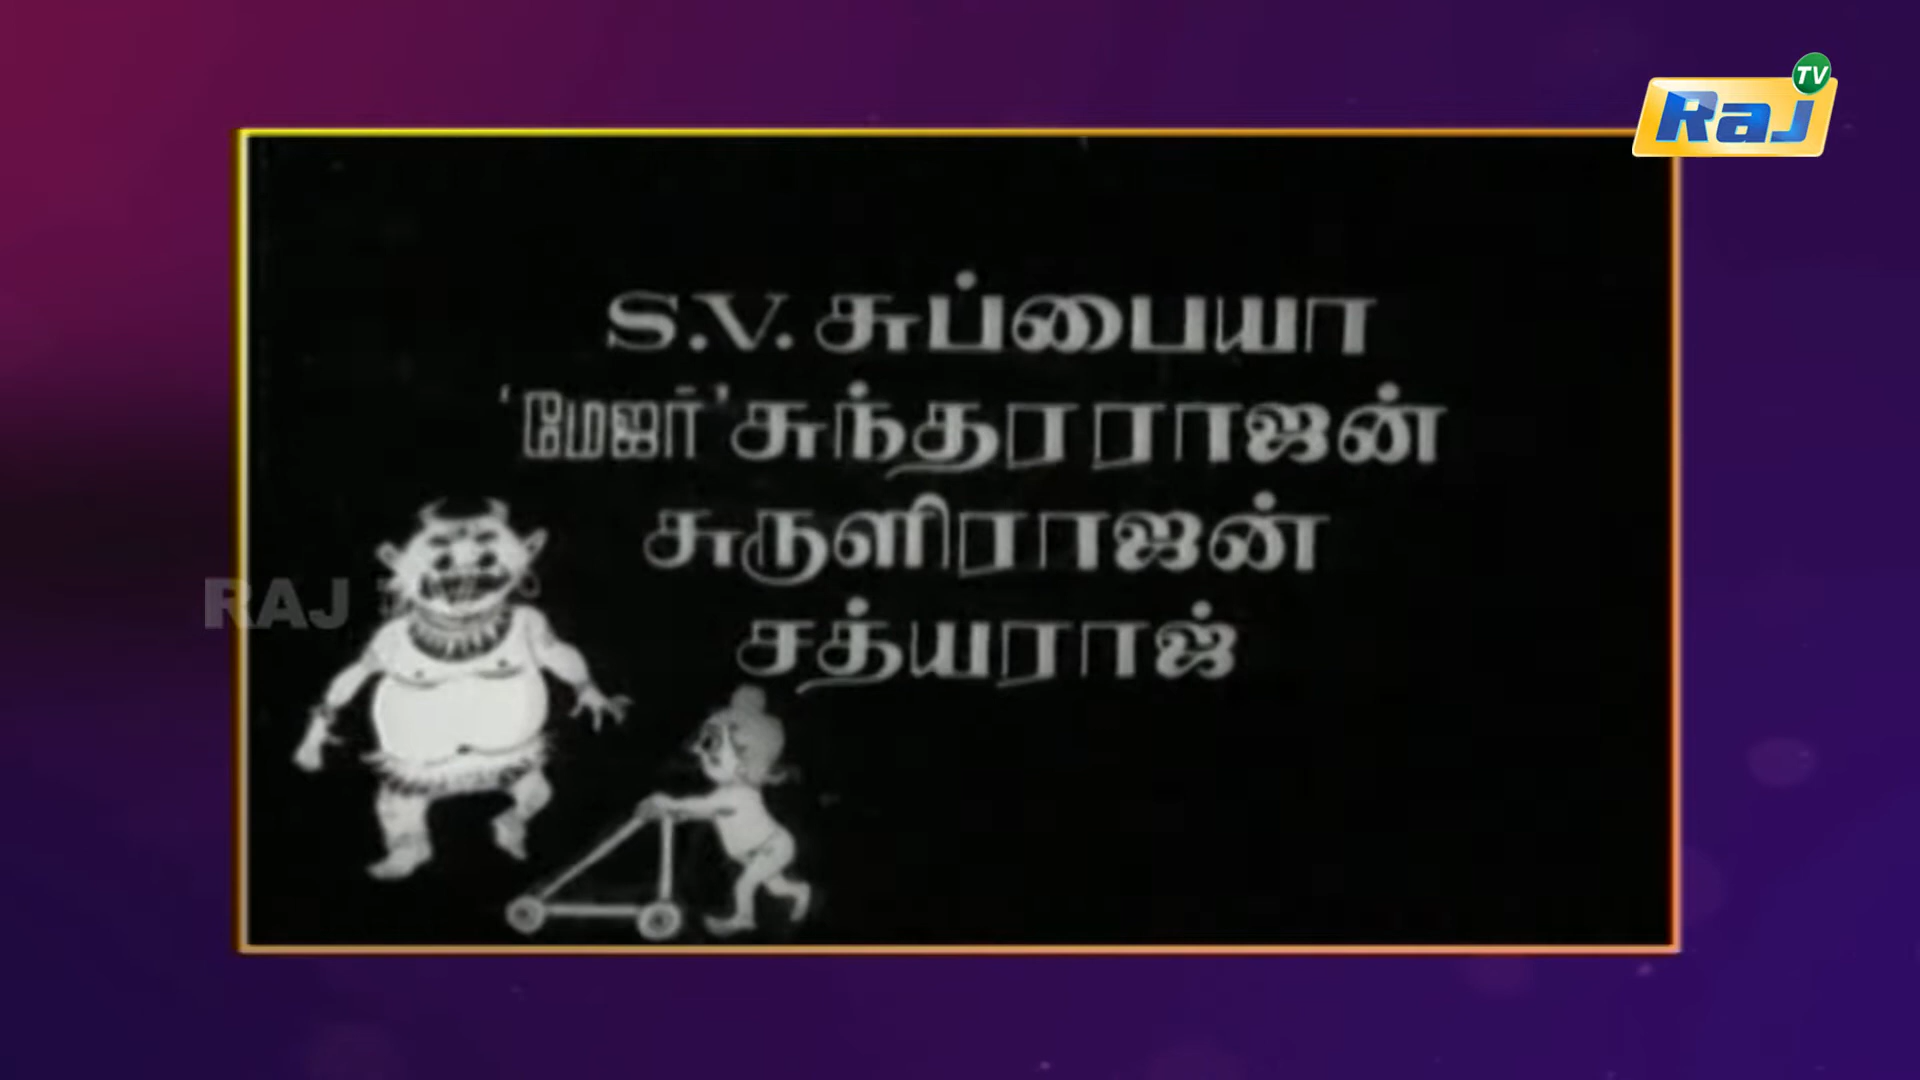 TV
Raj
S.V. சுப்பையா
'மேஜர்' சுந்தரராஜன்
சுருளிராஜன்
RAJ
சத்யராஜ்